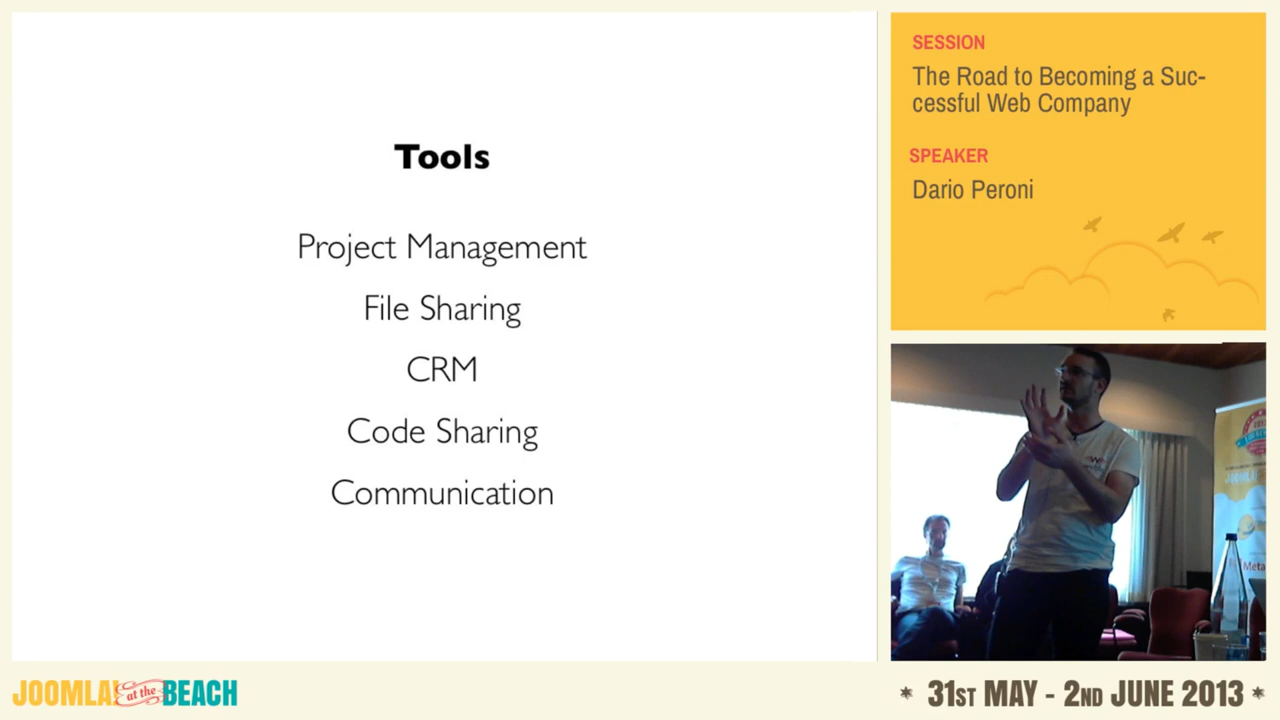 Tools
Project Management
File Sharing
CRM
Code Sharing
Communication
SESSION
The Road to Becoming a Suc-
cessful Web Company
SPEAKER
Dario Peroni
Meta
JOOMLA! at the BEACH
* 31ST MAY - 2ND JUNE 2013 *